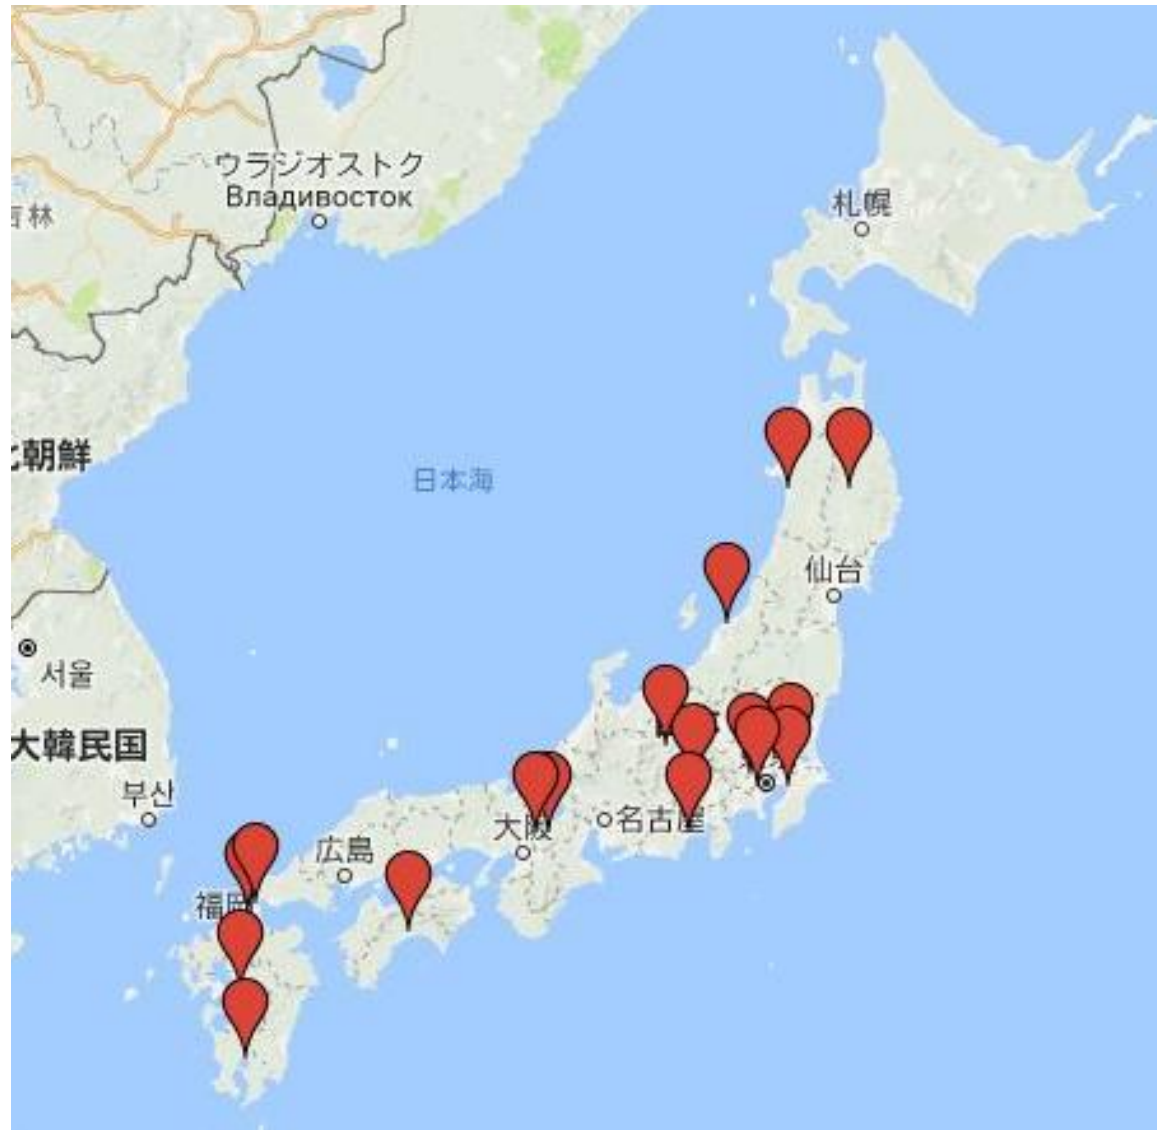 ウラジオストク
Владивосток
吉林
札幌
北朝鮮
日本海
仙台
서울
大韓民国
부산
名古屋
大阪
広島
福岡